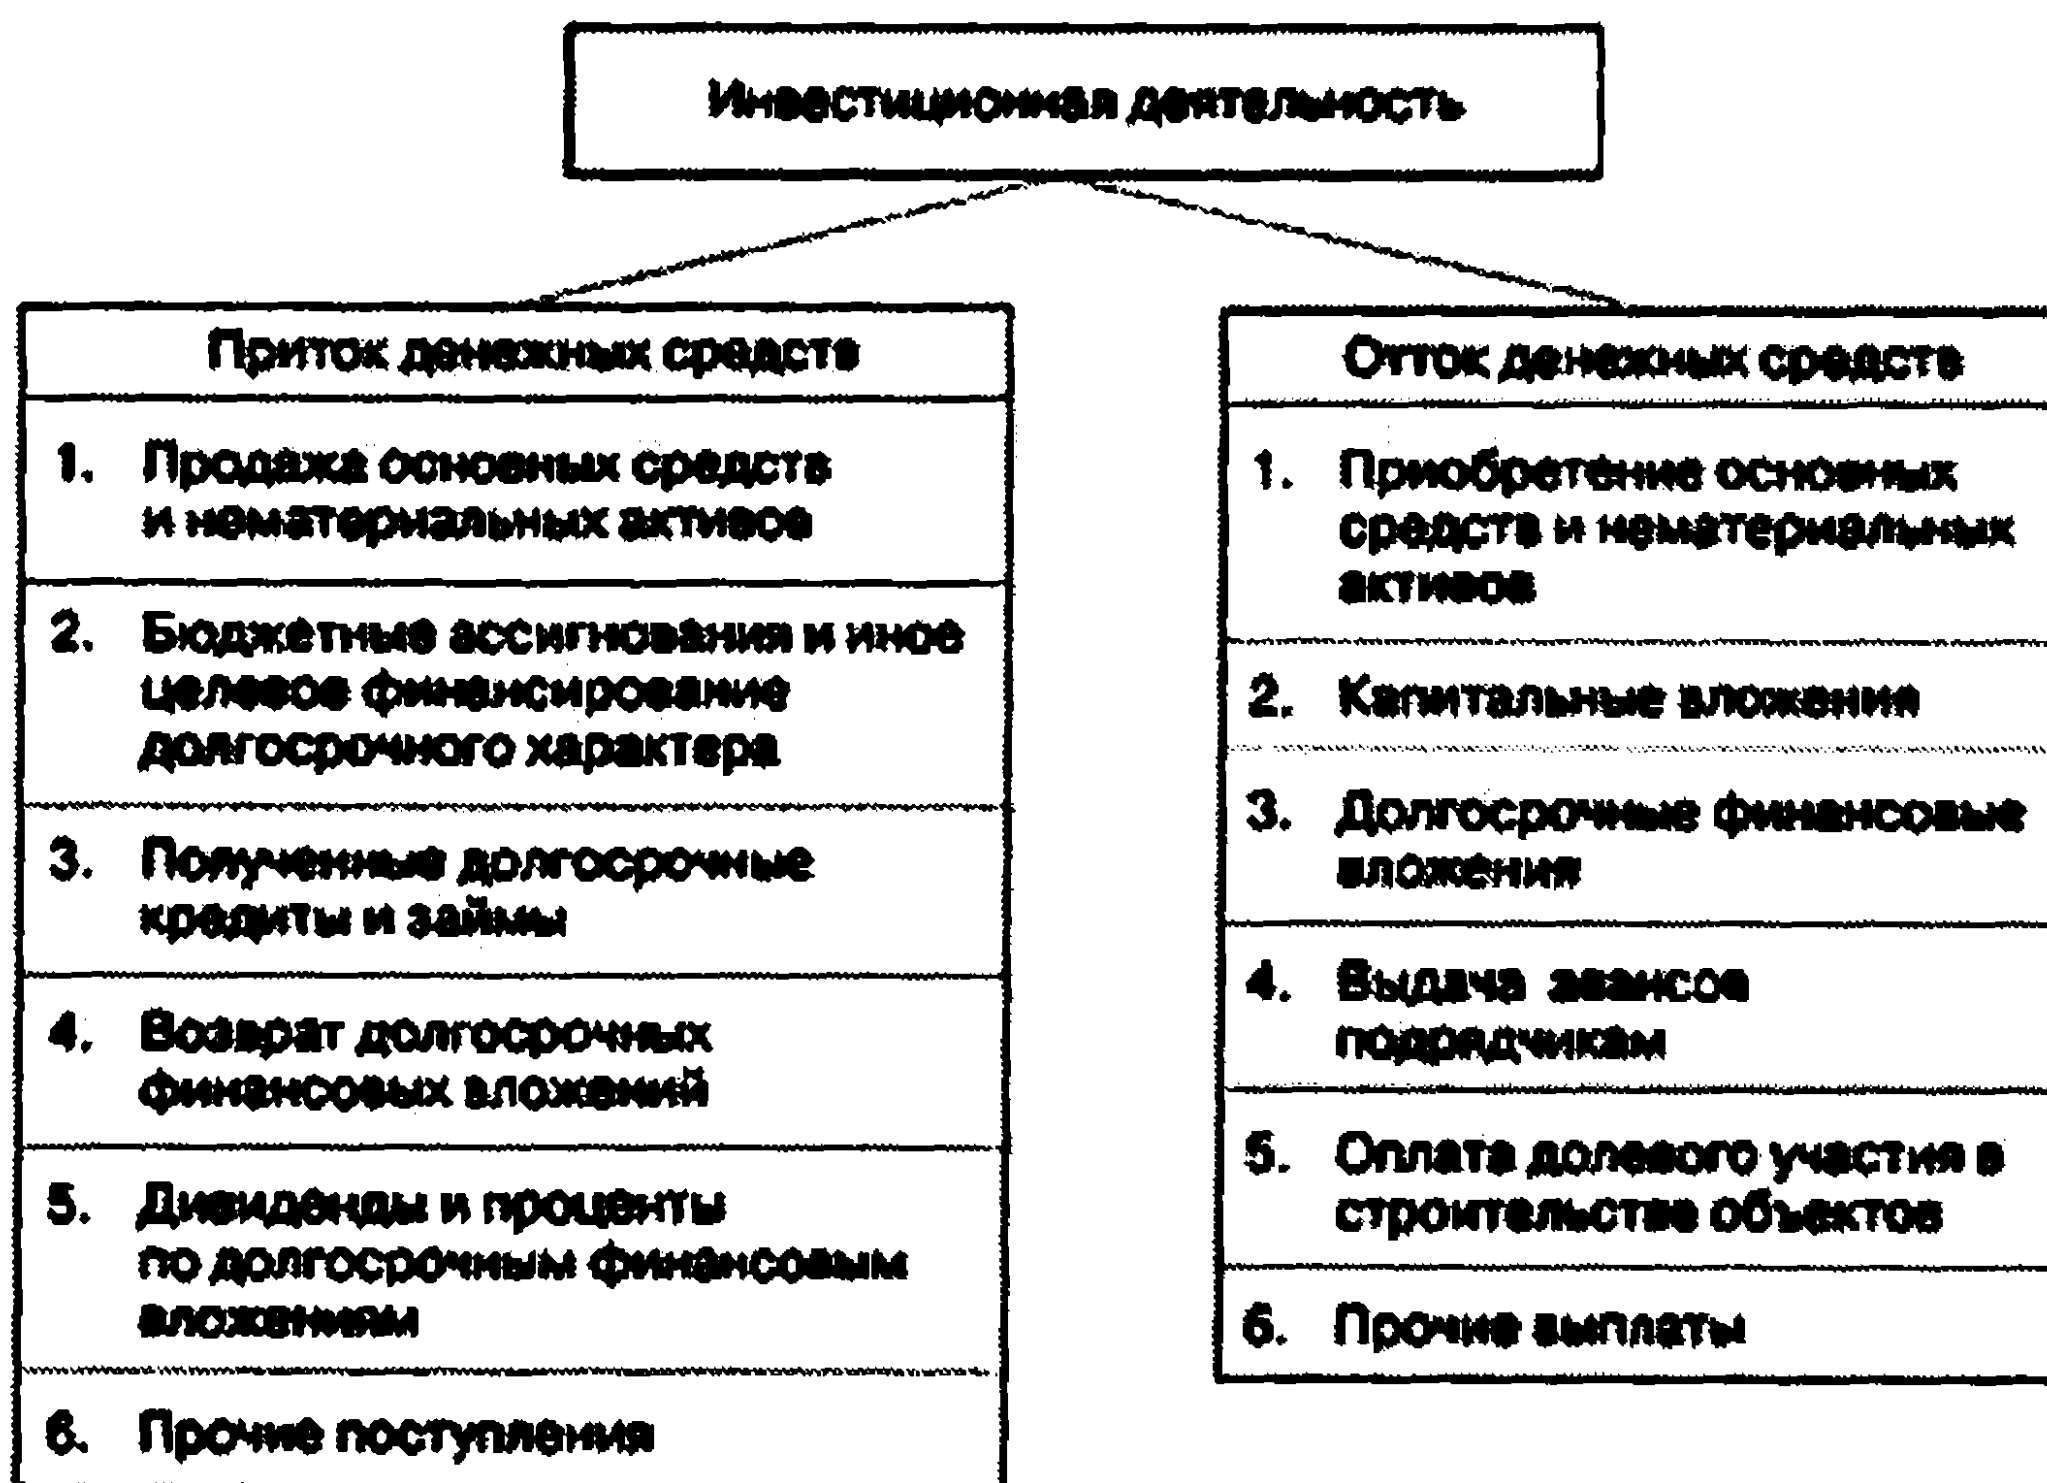 Инвестиционная деятельность
Приток денежных средств
1. Продажа основных средств
и нематериальных активов
2. Бюджетные ассигнования и иное
целевое финансирование
долгосрочного характера
3. Полученные долгосрочные
кредиты и займы
4. Возврат долгосрочных
финансовых вложений
5. Дивиденды и проценты
по долгосрочным финансовым
вложениям
6. Прочие поступления
Отток денежных средств
1. Приобретение основных
средств и нематериальных
активов
2. Капитальные вложения
3. Долгосрочные финансовые
вложения
4. Выдача авансов
подрядчикам
5. Оплата долевого участия в
строительстве объектов
6. Прочие выплаты